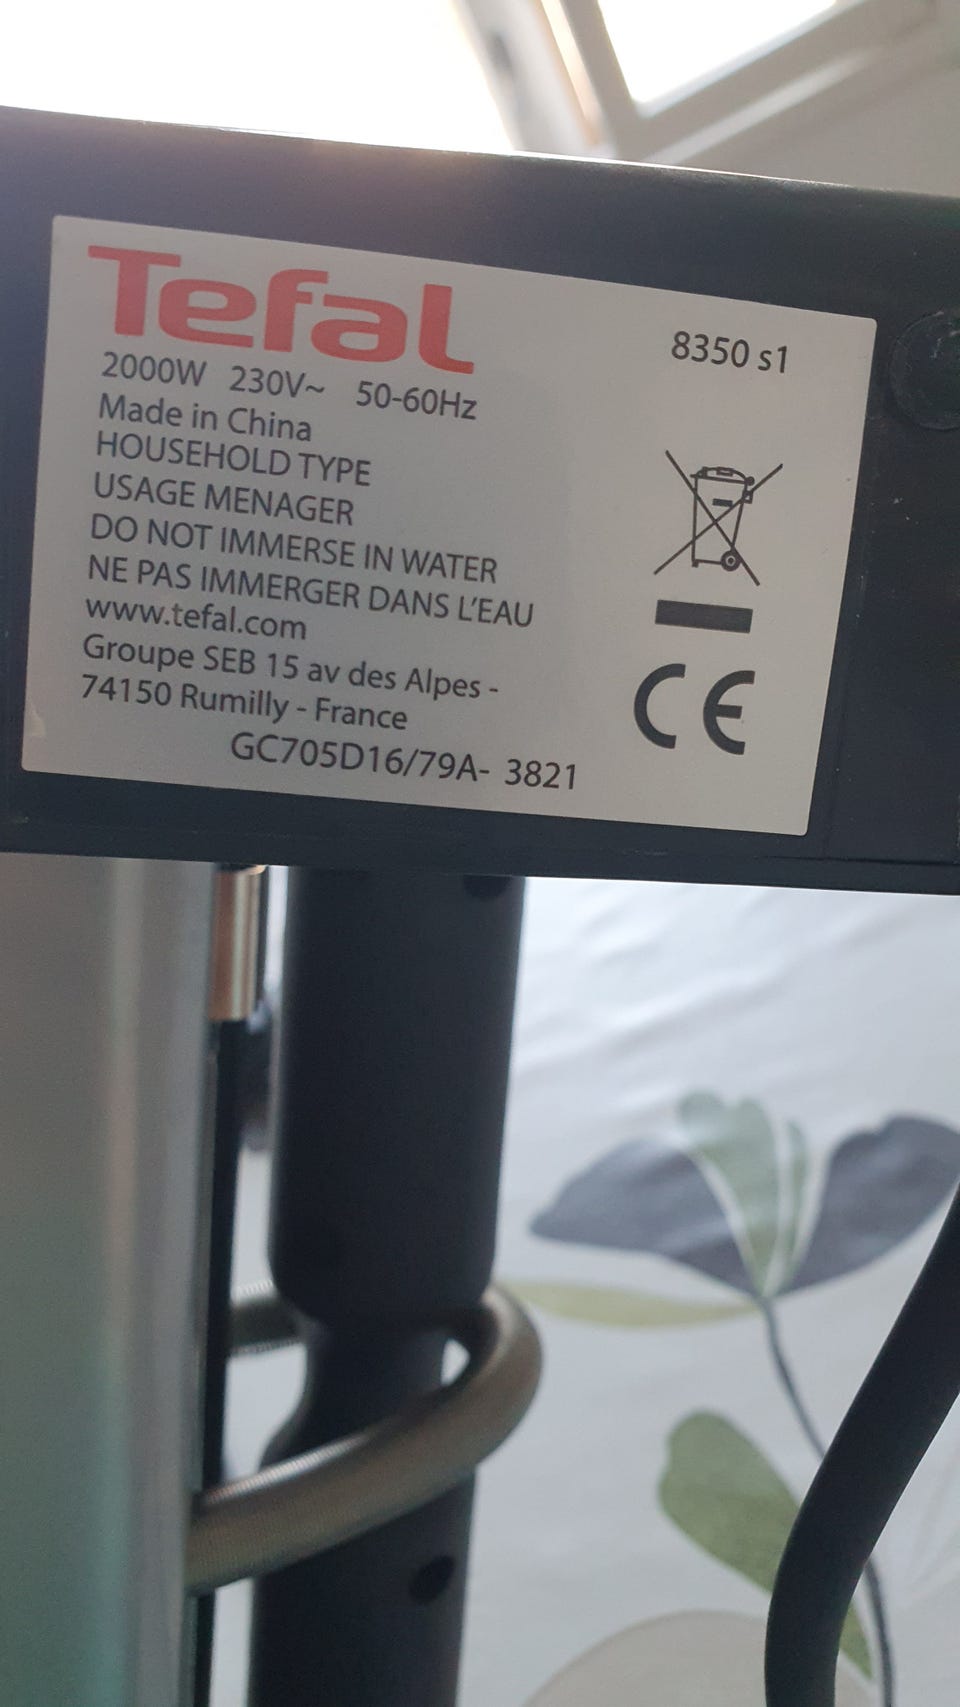 Tefal
8350 s1
2000W 230V~ 50-60Hz
Made in China
HOUSEHOLD TYPE
USAGE MENAGER
DO NOT IMMERSE IN WATER
NE PAS IMMERGER DANS L'EAU
www.tefal.com
Groupe SEB 15 av des Alpes -
74150 Rumilly - France
GC705D16/79A- 3821
CE